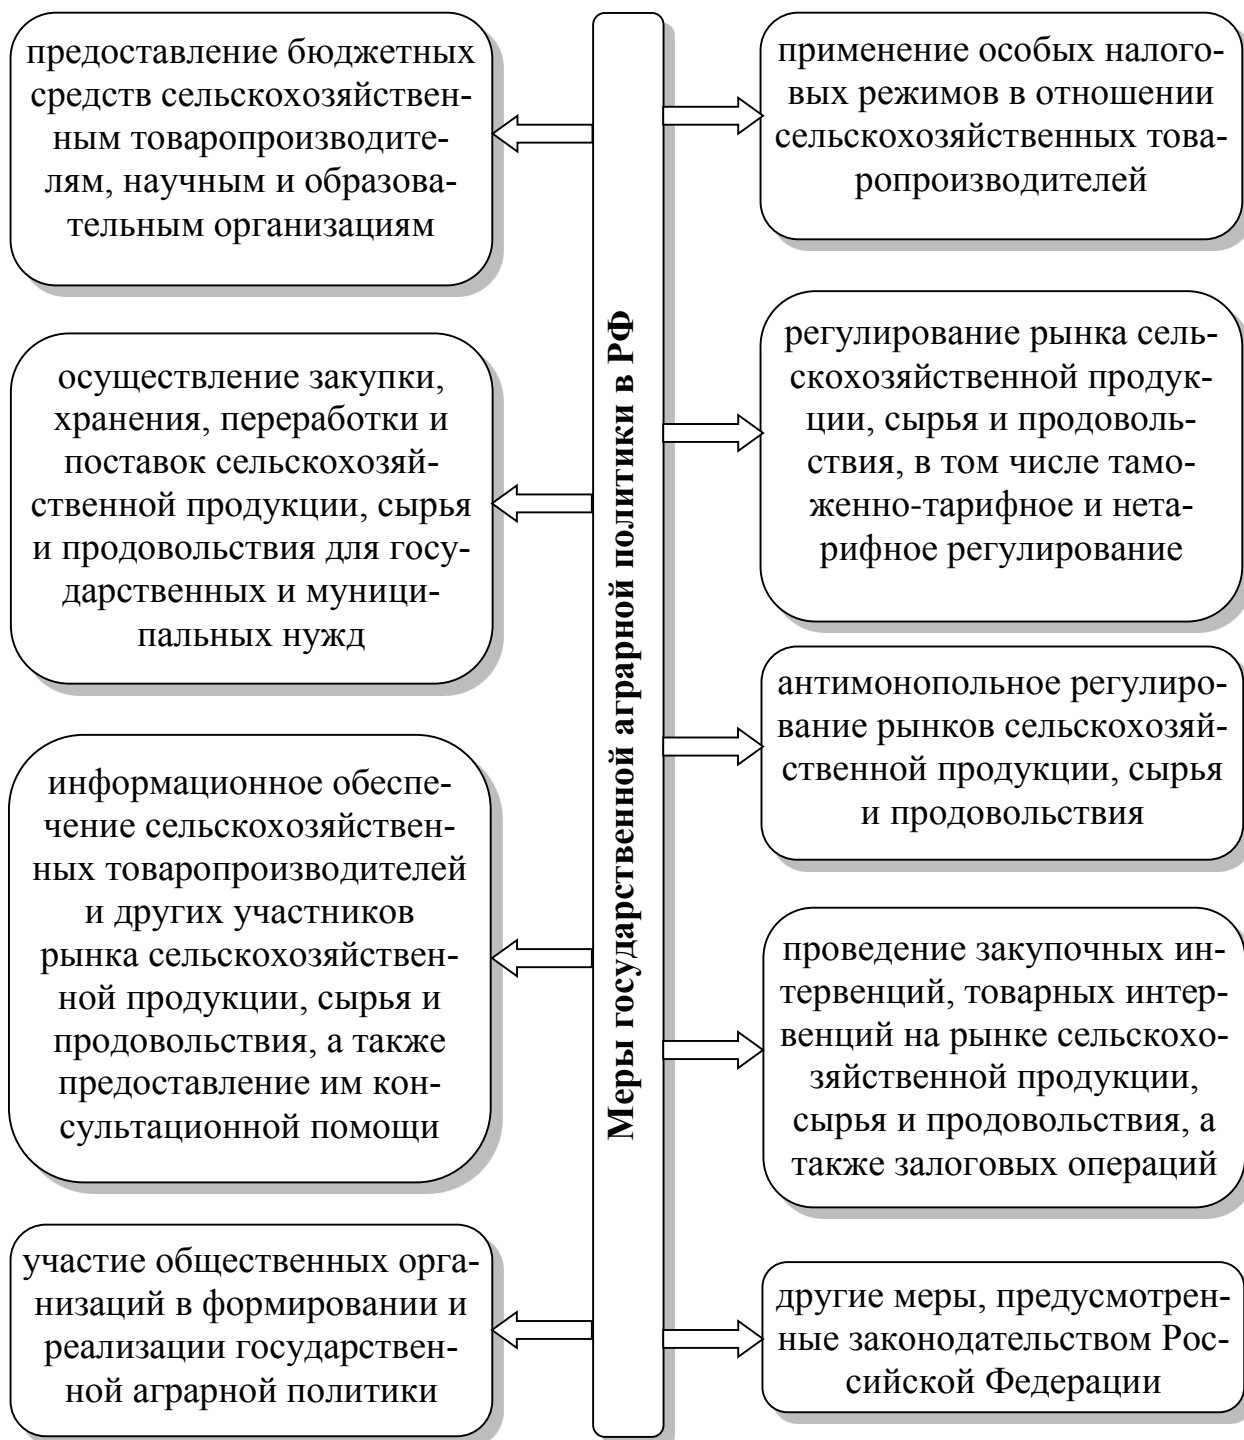 предоставление бюджетных
средств сельскохозяйствен-
ным товаропроизводите-
лям, научным и образова-
тельным организациям
осуществление закупки,
хранения, переработки и
поставок сельскохозяй-
ственной продукции, сырья
и продовольствия для госу-
дарственных и муници-
пальных нужд
информационное обеспе-
чение сельскохозяйствен-
ных товаропроизводителей
и других участников
рынка сельскохозяйствен-
ной продукции, сырья и
продовольствия, а также
предоставление им кон-
сультационной помощи
участие общественных орга-
низаций в формировании и
реализации государствен-
ной аграрной политики
Меры государственной аграрной политики в РФ
применение особых налого-
вых режимов в отношении
сельскохозяйственных това-
ропроизводителей
регулирование рынка сель-
скохозяйственной продук-
ции, сырья и продоволь-
ствия, в том числе тамо-
женно-тарифное и нета-
рифное регулирование
антимонопольное регулиро-
вание рынков сельскохозяй-
ственной продукции, сырья
и продовольствия
проведение закупочных ин-
тервенций, товарных интер-
венций на рынке сельскохо-
зяйственной продукции,
сырья и продовольствия, а
также залоговых операций
другие меры, предусмотрен-
ные законодательством Рос-
сийской Федерации